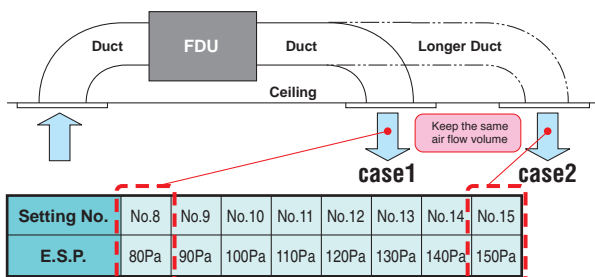 Duct FDU Duct Longer Duct
Ceiling
Keep the same
air flow volume
case1 case2
Setting No. No.8 No.9 No.10 No.11 No.12 No.13 No.14 No.15
E.S.P. 80Pa 90Pa 100Pa 110Pa 120Pa 130Pa 140Pa 150Pa